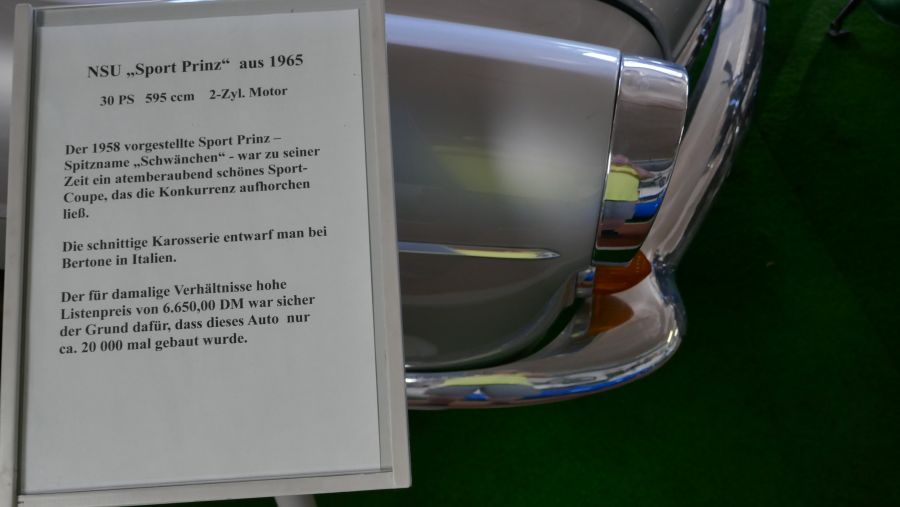 NSU „Sport Prinz“ aus 1965
30 PS 595 ccm 2-Zyl. Motor
Der 1958 vorgestellte Sport Prinz –
Spitzname „Schwänchen“ - war zu seiner
Zeit ein atemberaubend schönes Sport-
Coupe, das die Konkurrenz aufhorchen
ließ.
Die schnittige Karosserie entwarf man bei
Bertone in Italien.
Der für damalige Verhältnisse hohe
Listenpreis von 6.650,00 DM war sicher
der Grund dafür, dass dieses Auto nur
ca. 20 000 mal gebaut wurde.